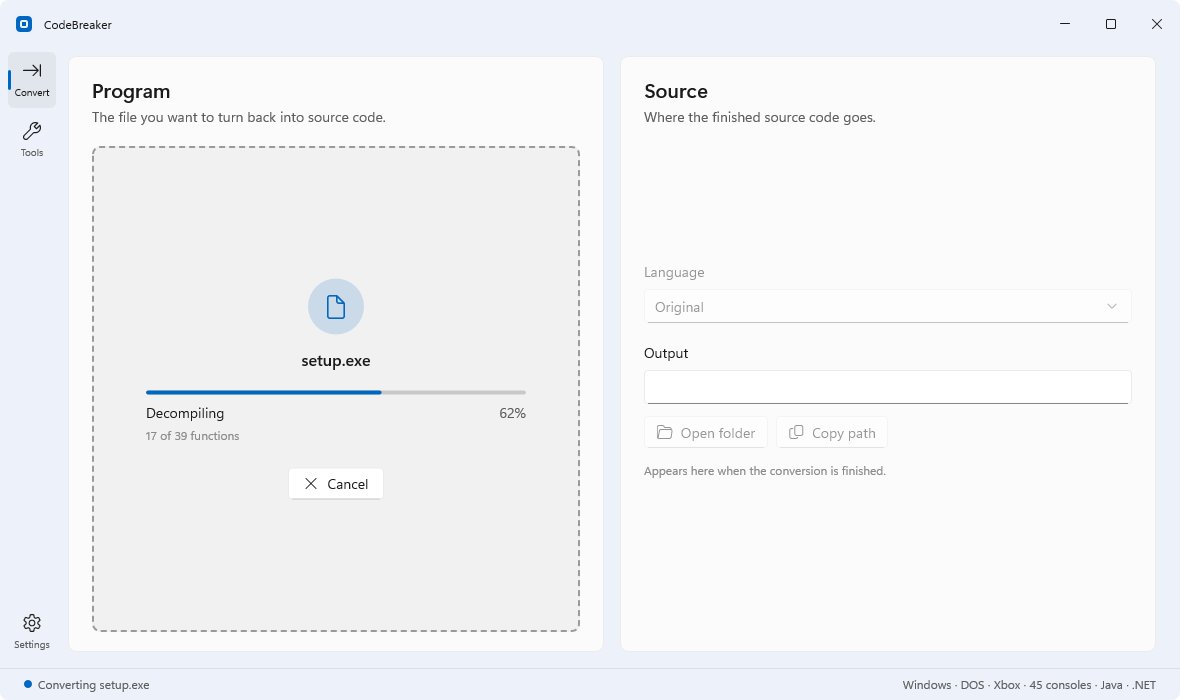 CodeBreaker
Convert
Tools
Settings
Program
The file you want to turn back into source code.
setup.exe
Decompiling
62%
17 of 39 functions
Cancel
Source
Where the finished source code goes.
Language
Original
Output
Open folder
Copy path
Appears here when the conversion is finished.
Converting setup.exe
Windows · DOS · Xbox · 45 consoles · Java · .NET